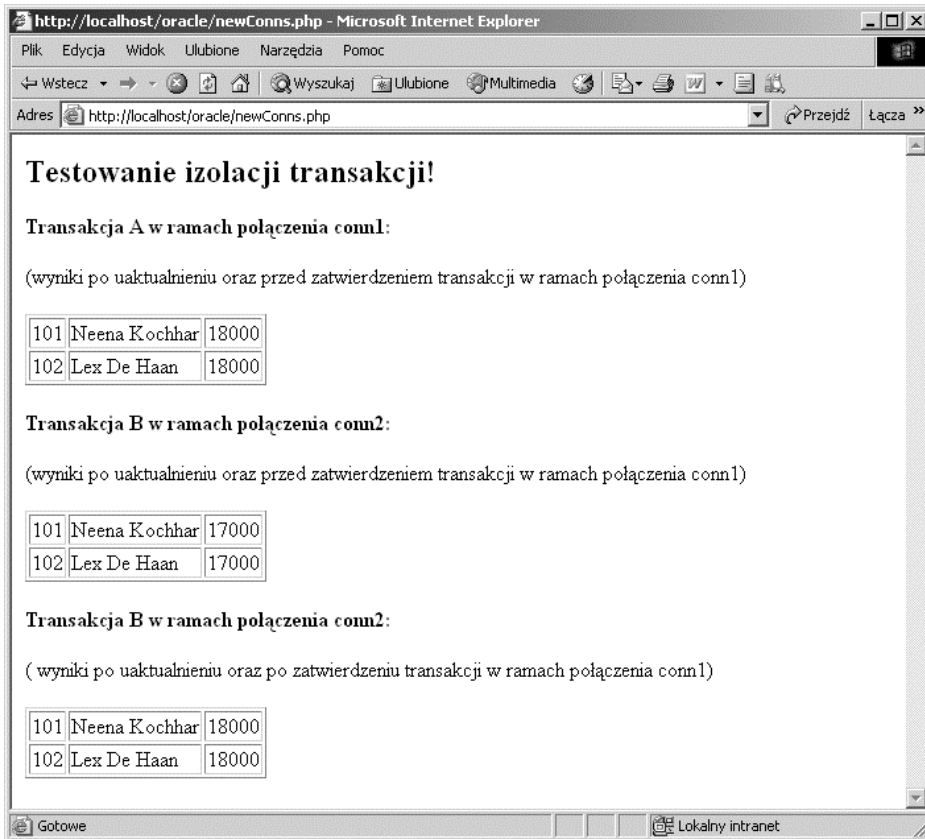 http://localhost/oracle/newConns.php - Microsoft Internet Explorer
Plik Edycja Widok Ulubione Narzędzia Pomoc
Wstecz Wyszukaj Ulubione Multimedia
Adres http://localhost/oracle/newConns.php Przejdź Łącza »
Testowanie izolacji transakcji!
Transakcja A w ramach połączenia conn1:
(wyniki po uaktualnieniu oraz przed zatwierdzeniem transakcji w ramach połączenia conn1)
101 Neena Kochhar 18000
102 Lex De Haan 18000
Transakcja B w ramach połączenia conn2:
(wyniki po uaktualnieniu oraz przed zatwierdzeniem transakcji w ramach połączenia conn1)
101 Neena Kochhar 17000
102 Lex De Haan 17000
Transakcja B w ramach połączenia conn2:
( wyniki po uaktualnieniu oraz po zatwierdzeniu transakcji w ramach połączenia conn1)
101 Neena Kochhar 18000
102 Lex De Haan 18000
Gotowe Lokalny intranet